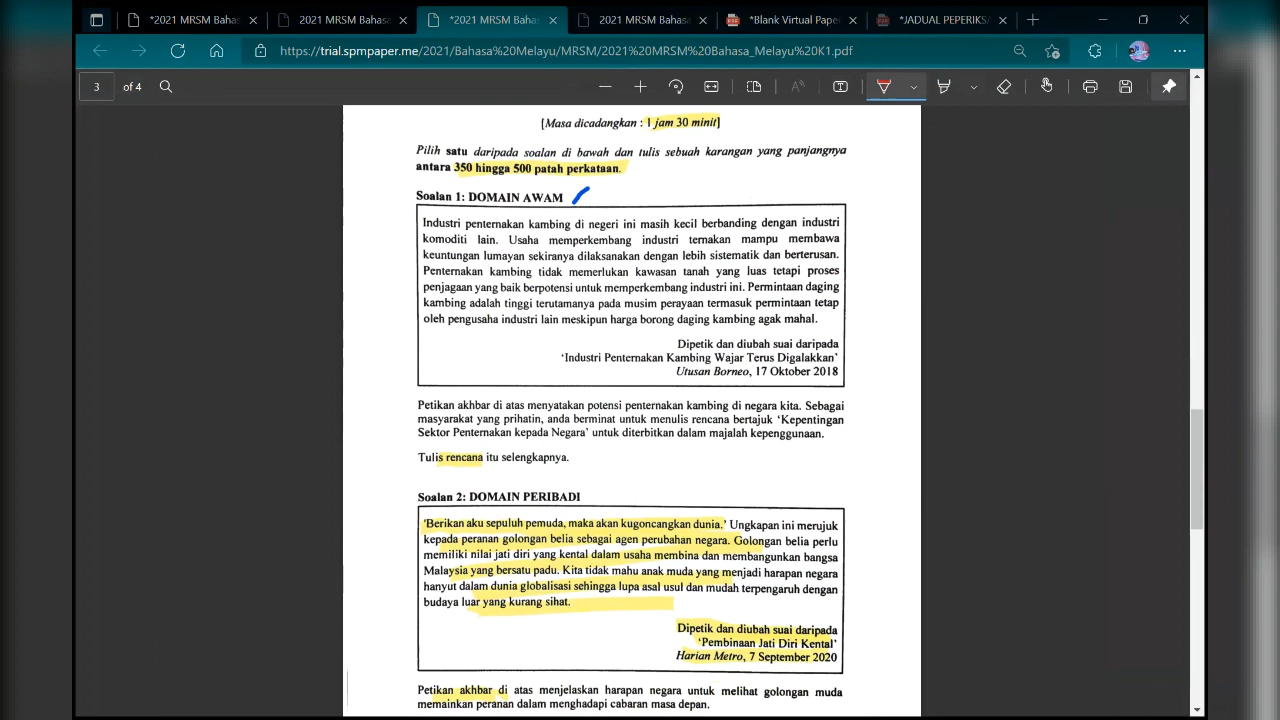 *2021 MRSM Bahasa
2021 MRSM Bahasa
*2021 MRSM Bahas
2021 MRSM Bahasa
*Blank Virtual Pape
*JADUAL PEPERIKSA
https://trial.spmpaper.me/2021/Bahasa%20Melayu/MRSM/2021%20MRSM%20Bahasa_Melayu%20K1.pdf
3 of 4
[Masa dicadangkan : 1 jam 30 minit]
Pilih satu daripada soalan di bawah dan tulis sebuah karangan yang panjangnya
antara 350 hingga 500 patah perkataan.
Soalan 1: DOMAIN AWAM
Industri penternakan kambing di negeri ini masih kecil berbanding dengan industri
komoditi lain. Usaha memperkembang industri ternakan mampu membawa
keuntungan lumayan sekiranya dilaksanakan dengan lebih sistematik dan berterusan.
Penternakan kambing tidak memerlukan kawasan tanah yang luas tetapi proses
penjagaan yang baik berpotensi untuk memperkembang industri ini. Permintaan daging
kambing adalah tinggi terutamanya pada musim perayaan termasuk permintaan tetap
oleh pengusaha industri lain meskipun harga borong daging kambing agak mahal.
Dipetik dan diubah suai daripada
'Industri Penternakan Kambing Wajar Terus Digalakkan'
Utusan Borneo, 17 Oktober 2018
Petikan akhbar di atas menyatakan potensi penternakan kambing di negara kita. Sebagai
masyarakat yang prihatin, anda berminat untuk menulis rencana bertajuk 'Kepentingan
Sektor Penternakan kepada Negara' untuk diterbitkan dalam majalah kepenggunaan.
Tulis rencana itu selengkapnya.
Soalan 2: DOMAIN PERIBADI
'Berikan aku sepuluh pemuda, maka akan kugoncangkan dunia.' Ungkapan ini merujuk
kepada peranan golongan belia sebagai agen perubahan negara. Golongan belia perlu
memiliki nilai jati diri yang kental dalam usaha membina dan membangunkan bangsa
Malaysia yang bersatu padu. Kita tidak mahu anak muda yang menjadi harapan negara
hanyut dalam dunia globalisasi sehingga lupa asal usul dan mudah terpengaruh dengan
budaya luar yang kurang sihat.
Dipetik dan diubah suai daripada
'Pembinaan Jati Diri Kental'
Harian Metro, 7 September 2020
Petikan akhbar di atas menjelaskan harapan negara untuk melihat golongan muda
memainkan peranan dalam menghadapi cabaran masa depan.